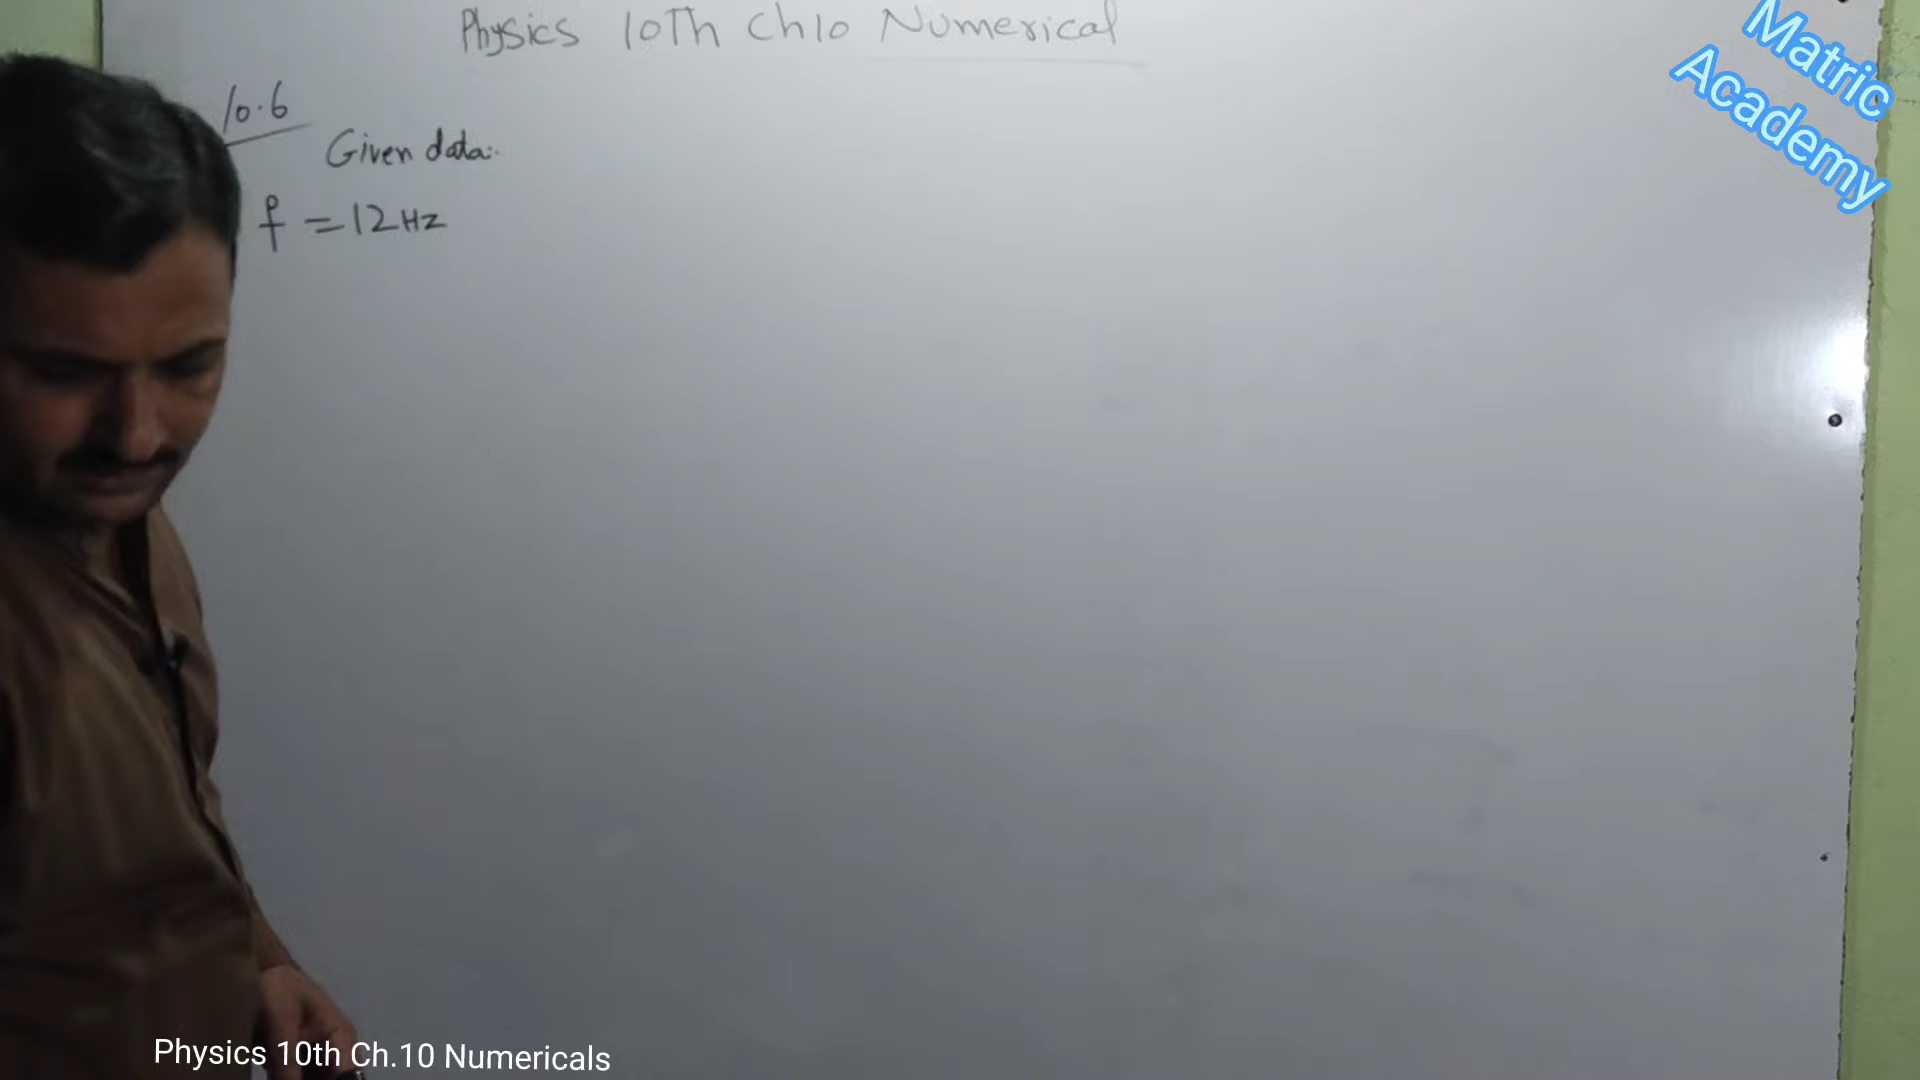 Physics 10Th Ch10 Numerical
Matric
Academy
10.6
Given data:-
f = 12Hz
Physics 10th Ch.10 Numericals